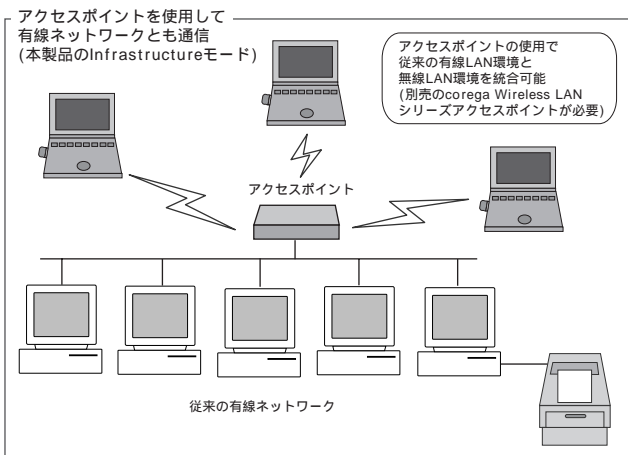 アクセスポイントを使用して
有線ネットワークとも通信
(本製品のInfrastructureモード)
アクセスポイントの使用で
従来の有線LAN環境と
無線LAN環境を統合可能
(別売のcorega Wireless LAN
シリーズアクセスポイントが必要)
アクセスポイント
従来の有線ネットワーク